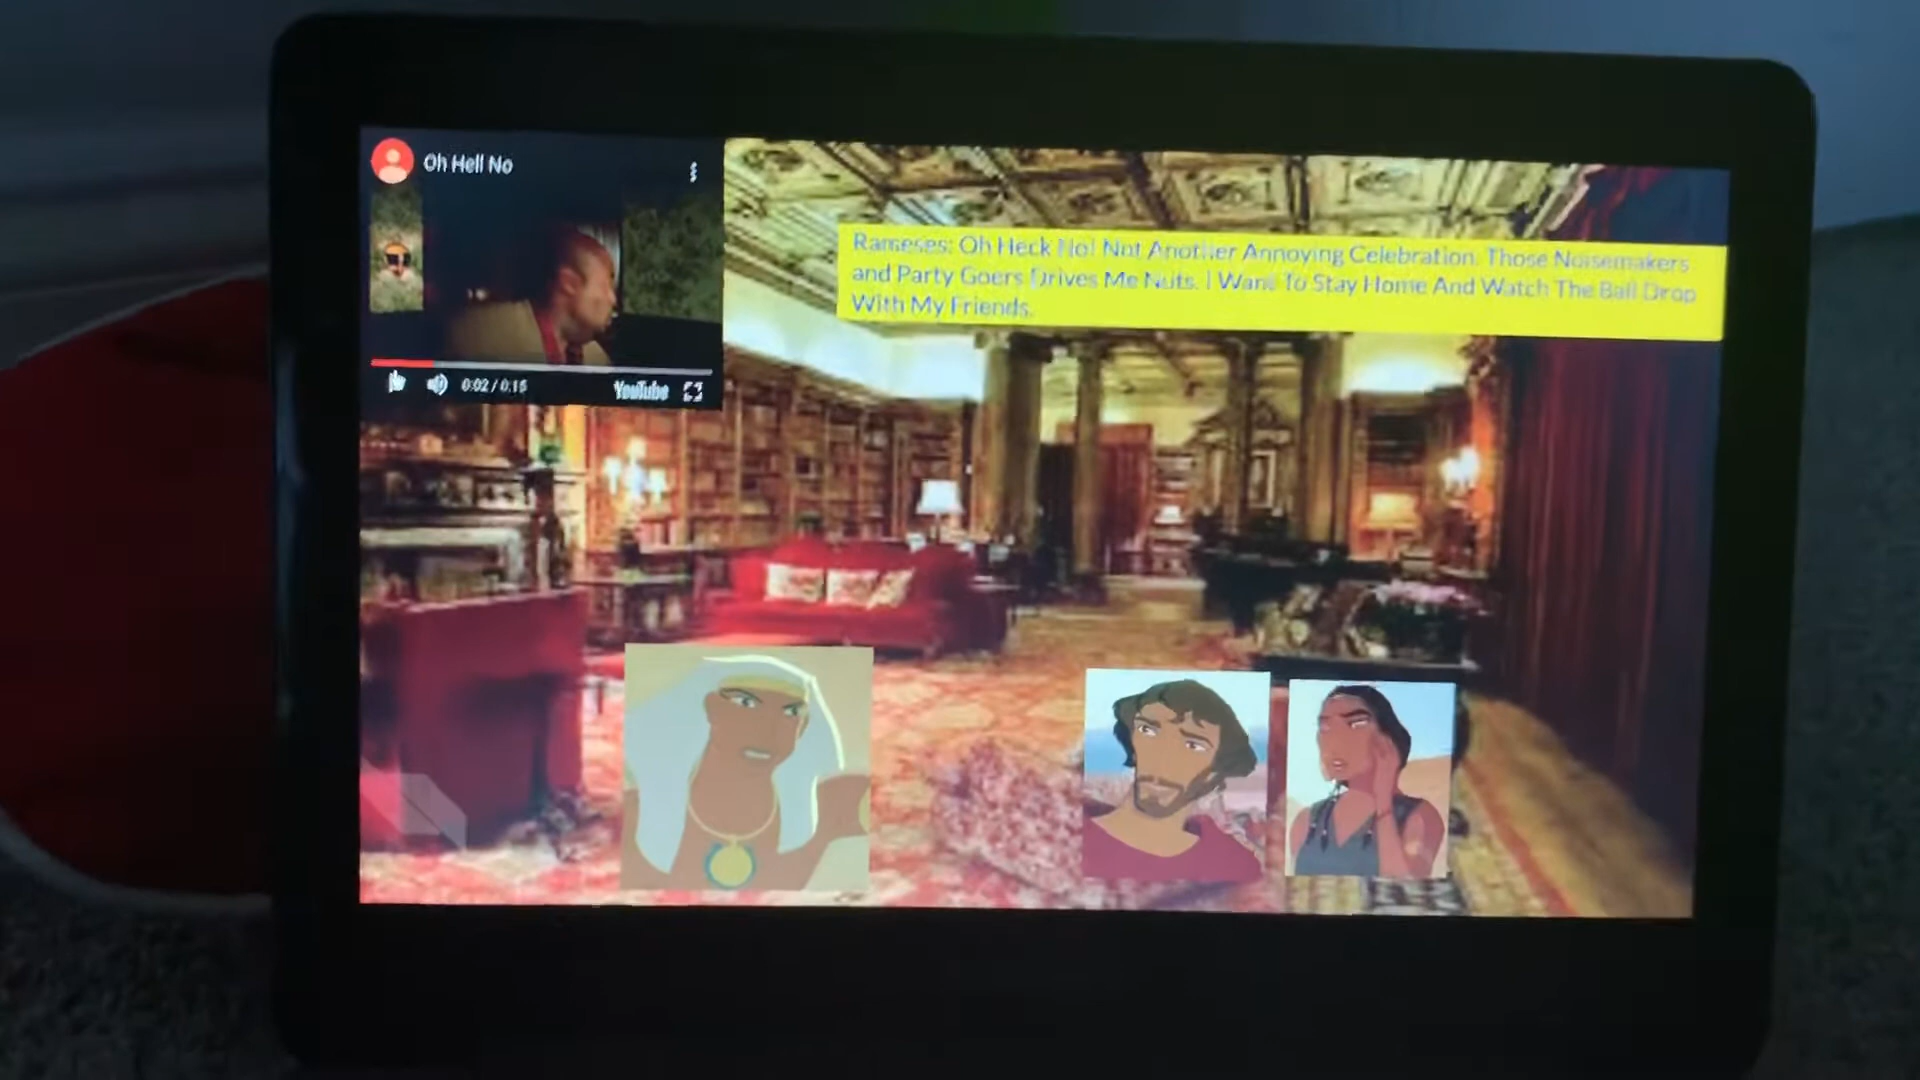 Oh Hell No
Rameses: Oh Heck No! Not Another Annoying Celebration. Those Noisemakers
and Party Goers Drives Me Nuts. I Want To Stay Home And Watch The Ball Drop
With My Friends.
0:02 / 0:15
YouTube